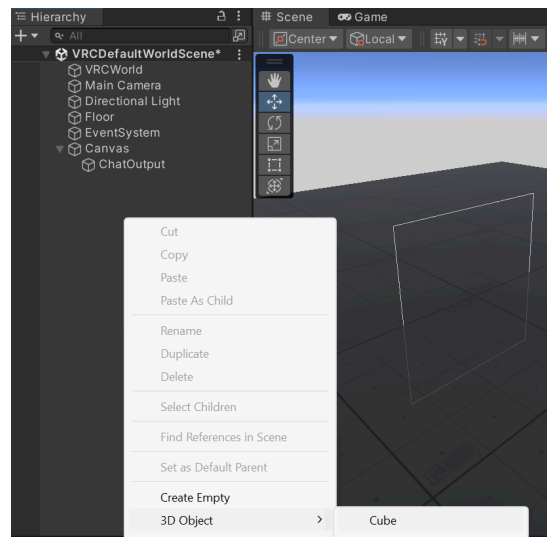 Hierarchy
# Scene
Game
All
Center
Local
VRCDefaultWorldScene*
VRCWorld
Main Camera
Directional Light
Floor
EventSystem
Canvas
ChatOutput
Cut
Copy
Paste
Paste As Child
Rename
Duplicate
Delete
Select Children
Find References in Scene
Set as Default Parent
Create Empty
3D Object
Cube